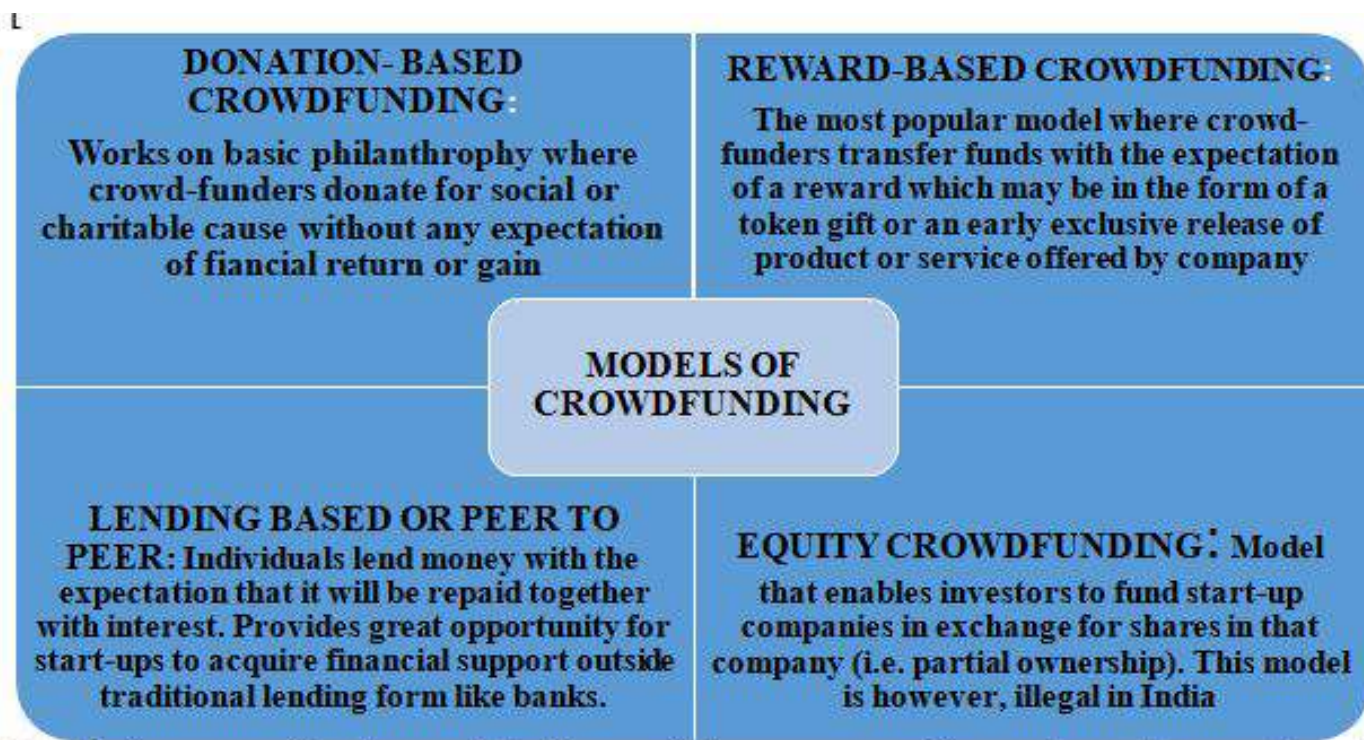 L
DONATION- BASED
CROWDFUNDING:
Works on basic philanthropy where
crowd-funders donate for social or
charitable cause without any expectation
of fiancial return or gain
REWARD-BASED CROWDFUNDING:
The most popular model where crowd-
funders transfer funds with the expectation
of a reward which may be in the form of a
token gift or an early exclusive release of
product or service offered by company
MODELS OF
CROWDFUNDING
LENDING BASED OR PEER TO
PEER: Individuals lend money with the
expectation that it will be repaid together
with interest. Provides great opportunity for
start-ups to acquire financial support outside
traditional lending form like banks.
EQUITY CROWDFUNDING: Model
that enables investors to fund start-up
companies in exchange for shares in that
company (i.e. partial ownership). This model
is however, illegal in India